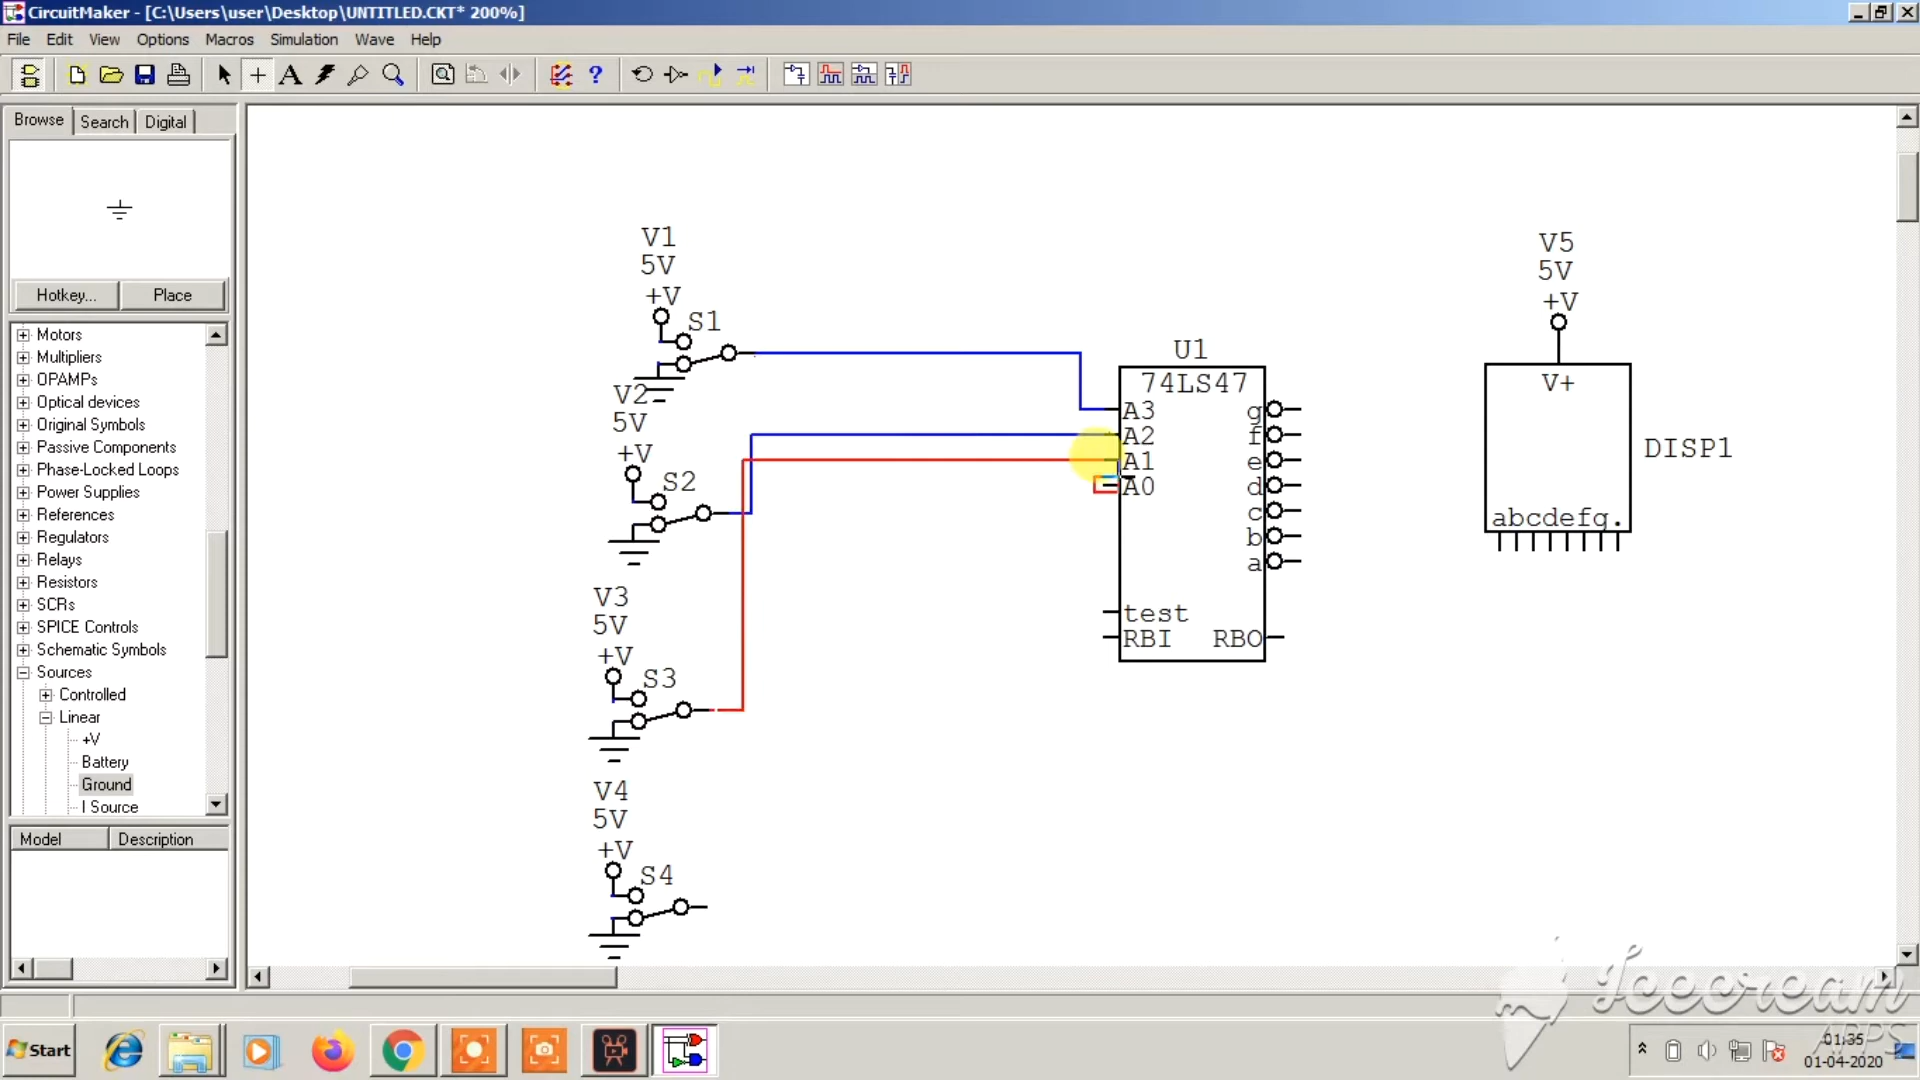 CircuitMaker - [C:\Users\user\Desktop\UNTITLED.CKT* 200%]
File Edit View Options Macros Simulation Wave Help
Browse Search Digital
Hotkey... Place
Motors
Multipliers
OPAMPs
Optical devices
Original Symbols
Passive Components
Phase-Locked Loops
Power Supplies
References
Regulators
Relays
Resistors
SCRs
SPICE Controls
Schematic Symbols
Sources
Controlled
Linear
+V
Battery
Ground
I Source
Model Description
V1
5V
+V
S1
V2
5V
+V
S2
V3
5V
+V
S3
V4
5V
+V
S4
U1
74LS47
A3 g
A2 f
A1 e
A0 d
c
b
a
test
RBI RBO
V5
5V
+V
V+
DISP1
abcdefg.
Icecream
APPS
Start
01:35
01-04-2020